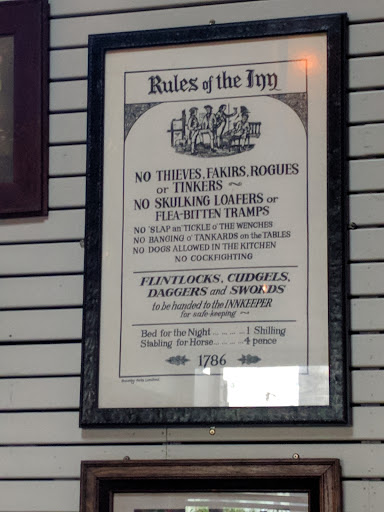 Rules of the Inn
NO THIEVES, FAKIRS, ROGUES
or TINKERS ~
NO SKULKING LOAFERS or
FLEA-BITTEN TRAMPS
NO 'SLAP an' TICKLE o' THE WENCHES
NO BANGING o' TANKARDS on the TABLES
NO DOGS ALLOWED IN THE KITCHEN
NO COCKFIGHTING
FLINTLOCKS, CUDGELS,
DAGGERS and SWORDS
to be handed to the INNKEEPER
for safe-keeping ~
Bed for the Night ..... 1 Shilling
Stabling for Horse ..... 4 pence
1786